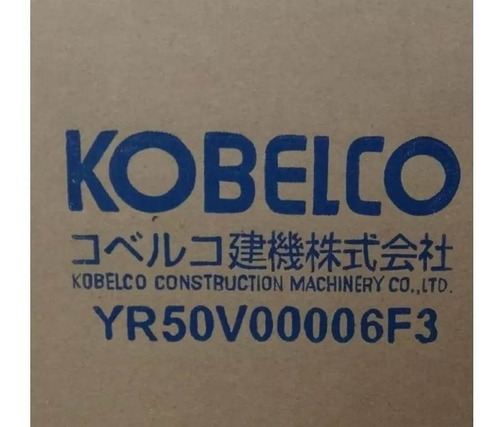 KOBELCO
コベルコ建機株式会社
KOBELCO CONSTRUCTION MACHINERY CO.,LTD.
YR50V00006F3